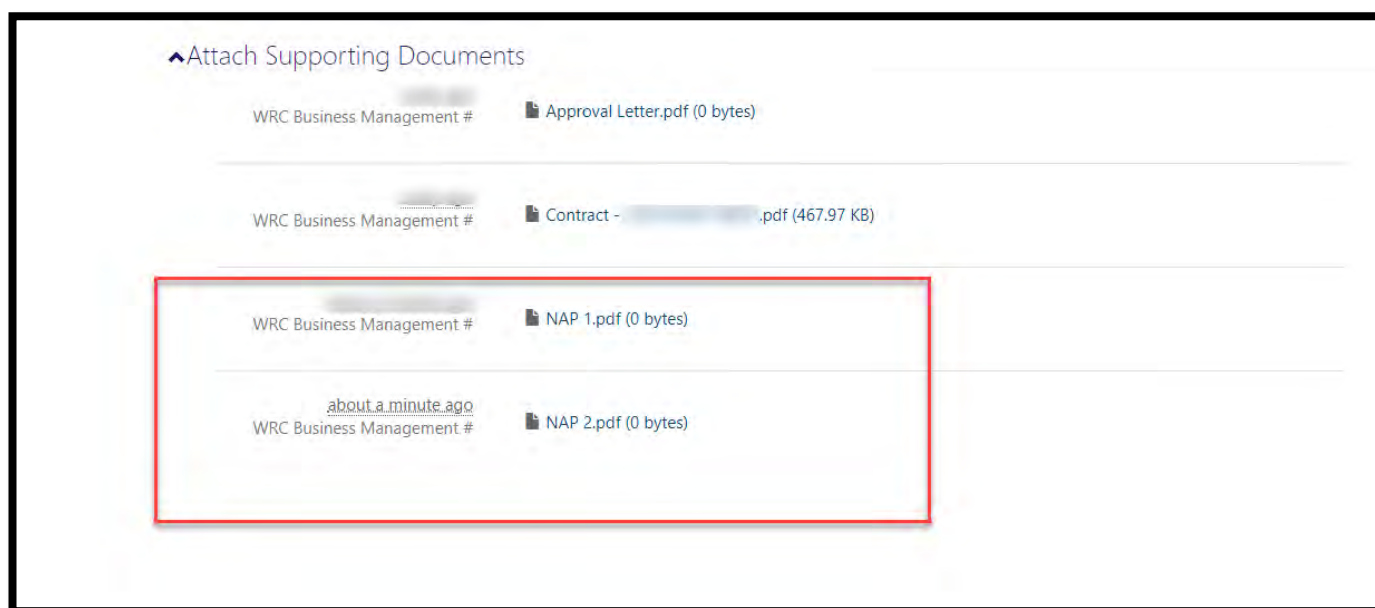 Attach Supporting Documents
WRC Business Management #
Approval Letter.pdf (0 bytes)
WRC Business Management #
Contract - .pdf (467.97 KB)
WRC Business Management #
NAP 1.pdf (0 bytes)
about a minute ago
WRC Business Management #
NAP 2.pdf (0 bytes)